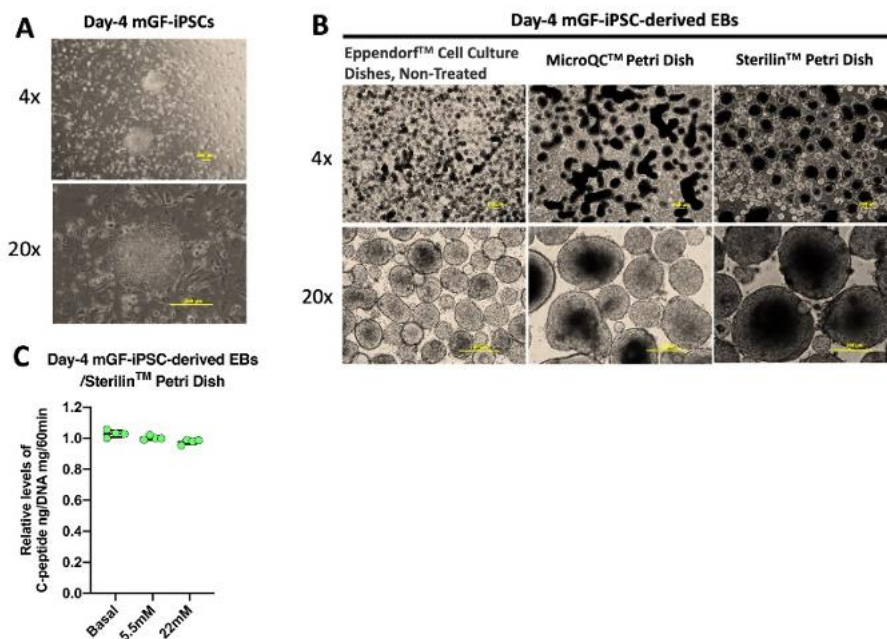 A
Day-4 mGF-iPSCs
4x
20x
B
Day-4 mGF-iPSC-derived EBs
Eppendorf™ Cell Culture
Dishes, Non-Treated
MicroQC™ Petri Dish
Sterilin™ Petri Dish
4x
20x
C
Day-4 mGF-iPSC-derived EBs
/Sterilin™ Petri Dish
Relative levels of
C-peptide ng/DNA mg/60min
1.2
1.0
0.8
0.6
0.4
0.2
0.0
Basal
5.5mM
22mM